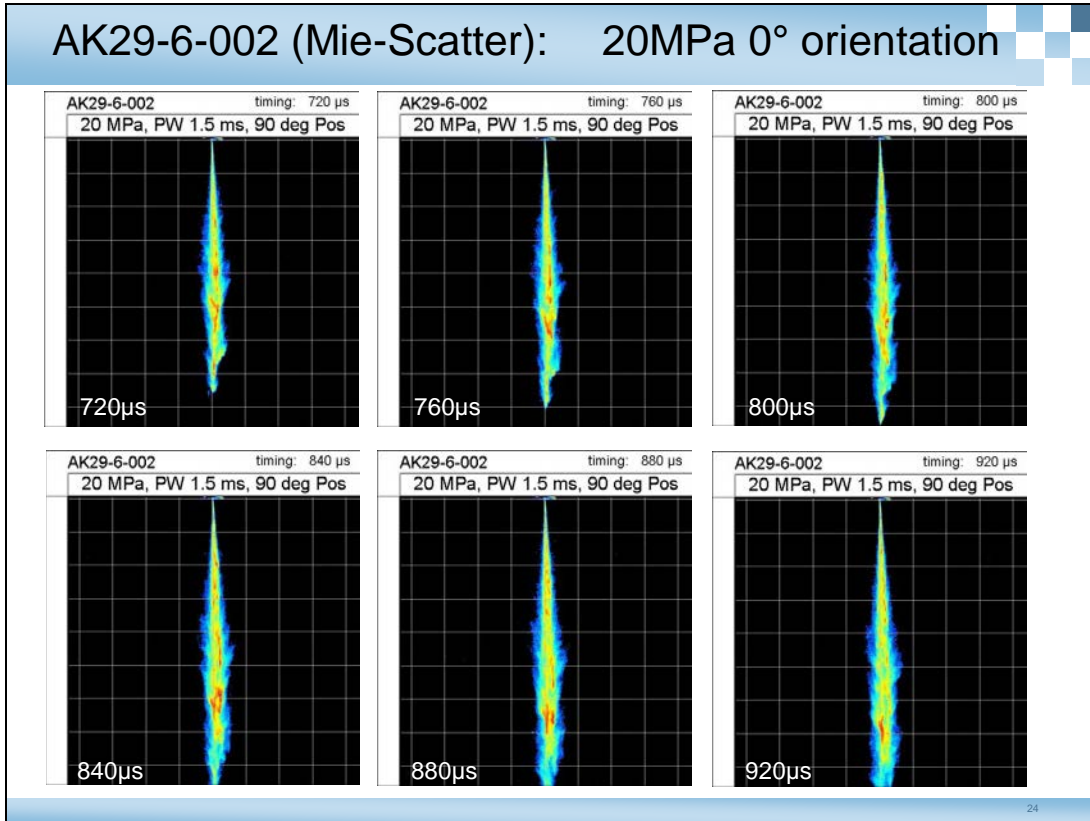 AK29-6-002 (Mie-Scatter): 20MPa 0° orientation
AK29-6-002 timing: 720 µs
20 MPa, PW 1.5 ms, 90 deg Pos
720µs
AK29-6-002 timing: 760 µs
20 MPa, PW 1.5 ms, 90 deg Pos
760µs
AK29-6-002 timing: 800 µs
20 MPa, PW 1.5 ms, 90 deg Pos
800µs
AK29-6-002 timing: 840 µs
20 MPa, PW 1.5 ms, 90 deg Pos
840µs
AK29-6-002 timing: 880 µs
20 MPa, PW 1.5 ms, 90 deg Pos
880µs
AK29-6-002 timing: 920 µs
20 MPa, PW 1.5 ms, 90 deg Pos
920µs
24